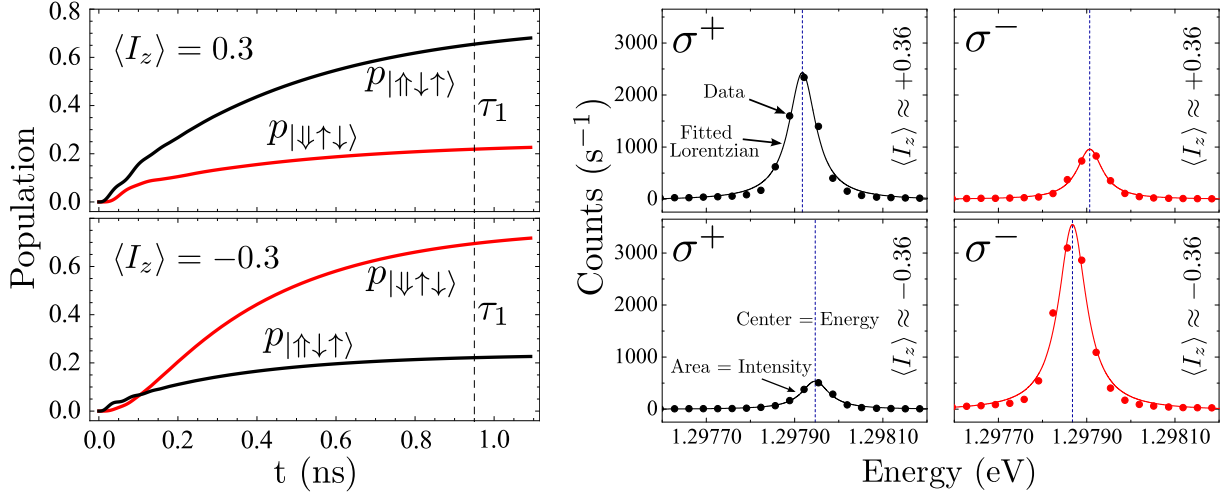 0.8
0.6
0.4
0.2
0.0
⟨I_z⟩ = 0.3
p_{|⇑↓↑⟩}
p_{|⇓↑↓⟩}
τ₁
0.6
0.4
0.2
0.0
⟨I_z⟩ = −0.3
p_{|⇓↑↓⟩}
p_{|⇑↓↑⟩}
τ₁
Population
0.0
0.2
0.4
0.6
0.8
1.0
t (ns)
3000
2000
1000
0
σ⁺
Data
Fitted
Lorentzian
⟨I_z⟩ ≈ +0.36
σ⁻
⟨I_z⟩ ≈ +0.36
3000
2000
1000
0
σ⁺
Center = Energy
Area = Intensity
⟨I_z⟩ ≈ −0.36
σ⁻
⟨I_z⟩ ≈ −0.36
Counts (s⁻¹)
1.29770
1.29790
1.29810
1.29770
1.29790
1.29810
Energy (eV)